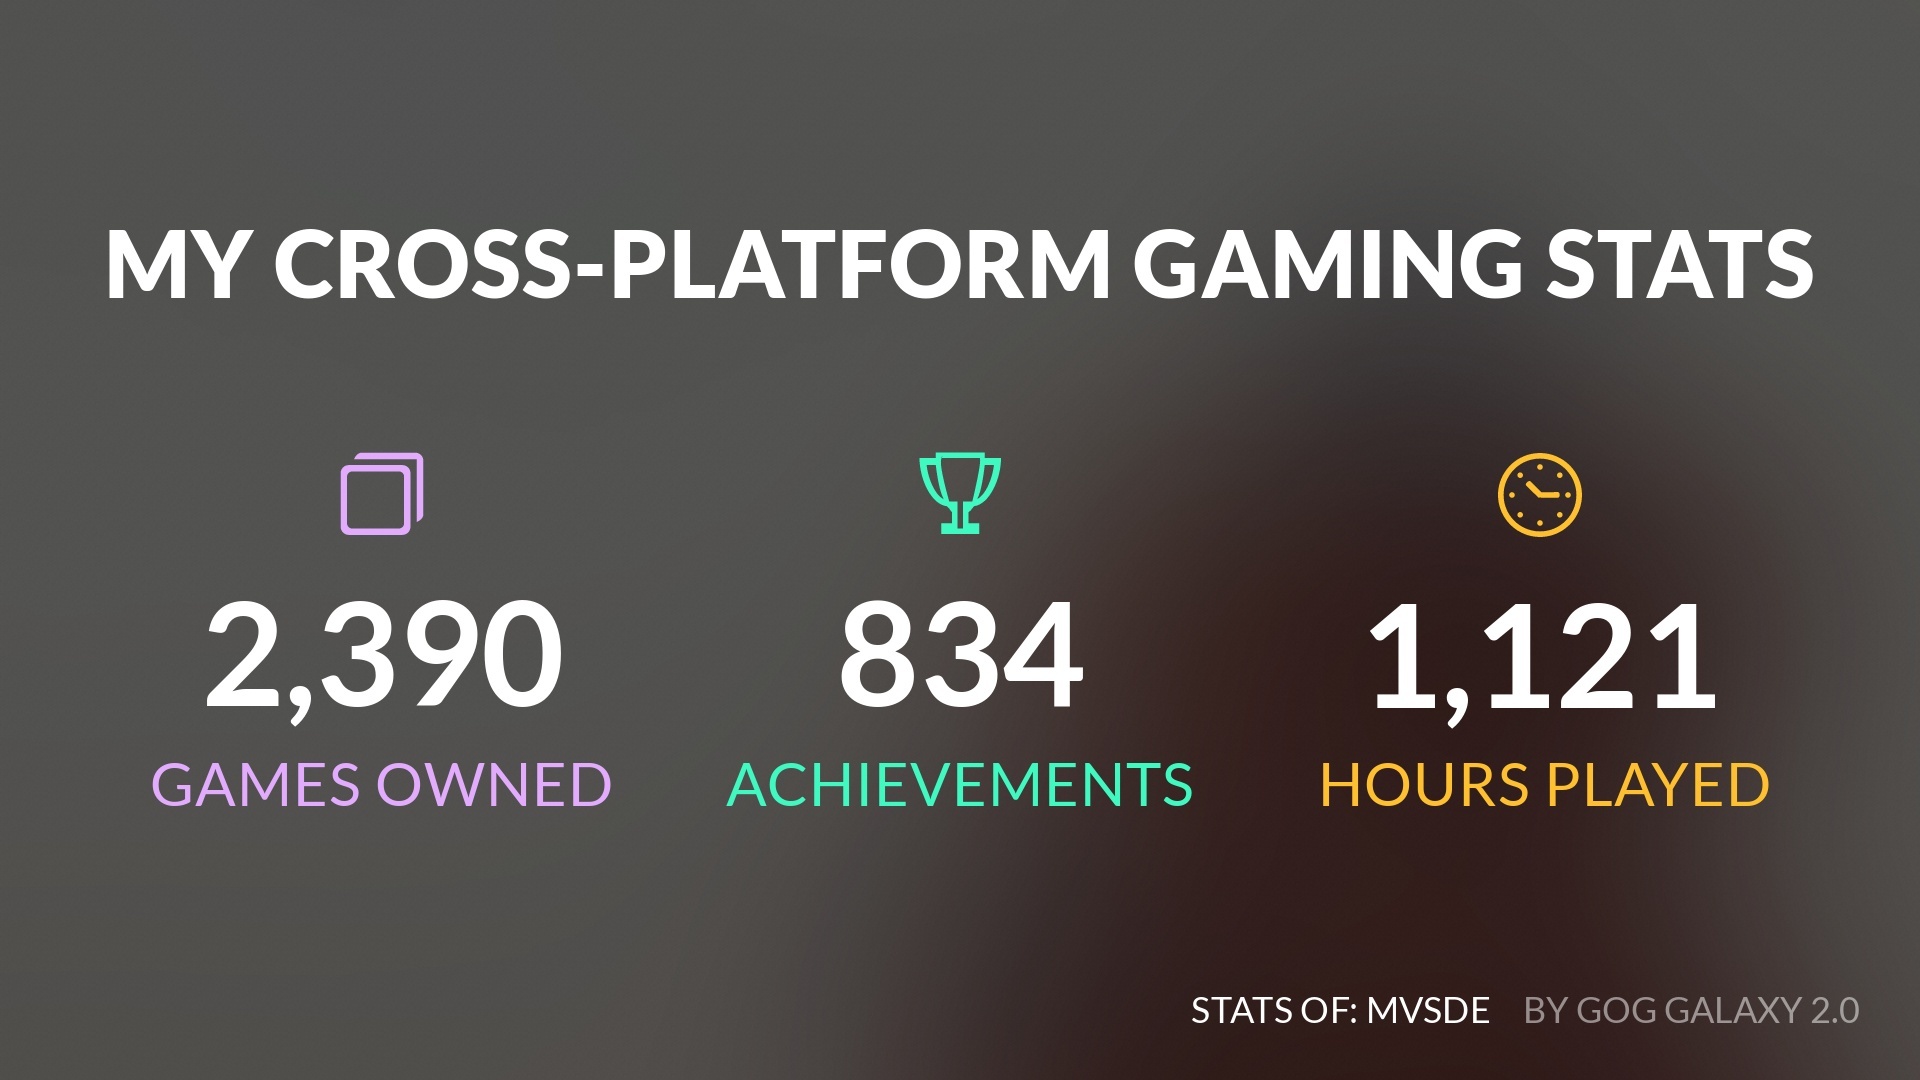 MY CROSS-PLATFORM GAMING STATS
2,390
GAMES OWNED
834
ACHIEVEMENTS
1,121
HOURS PLAYED
STATS OF: MVSDE BY GOG GALAXY 2.0